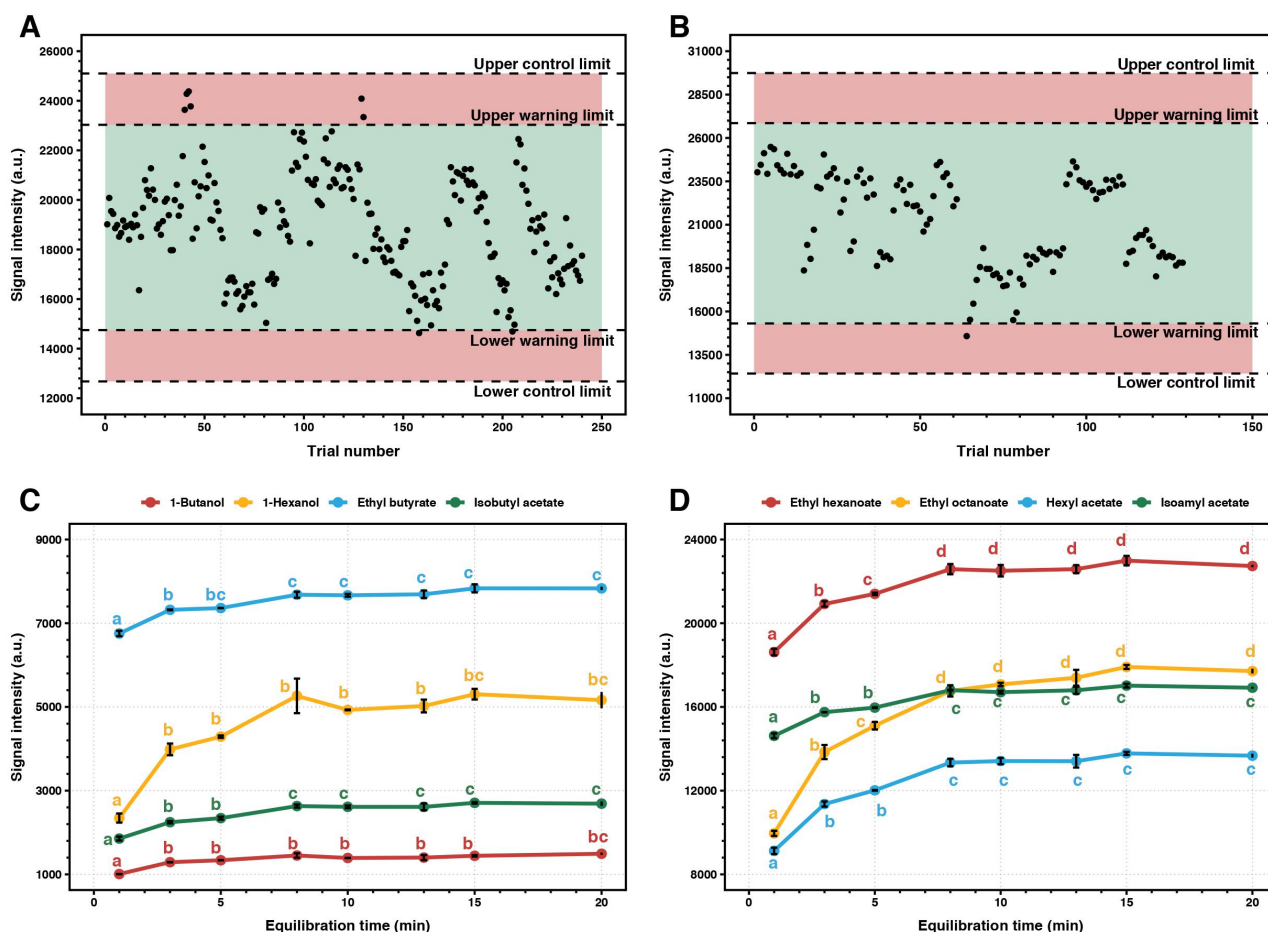 A
26000
24000
22000
20000
18000
16000
14000
12000
Signal intensity (a.u.)
Upper control limit
Upper warning limit
Lower warning limit
Lower control limit
0
50
100
150
200
250
Trial number
B
31000
28500
26000
23500
21000
18500
16000
13500
11000
Signal intensity (a.u.)
Upper control limit
Upper warning limit
Lower warning limit
Lower control limit
0
50
100
150
Trial number
C
1-Butanol 1-Hexanol Ethyl butyrate Isobutyl acetate
9000
7000
5000
3000
1000
Signal intensity (a.u.)
a b bc c c c c c
a b b b b b bc bc
a b b c c c c c
a b b b b b b bc
0 5 10 15 20
Equilibration time (min)
D
Ethyl hexanoate Ethyl octanoate Hexyl acetate Isoamyl acetate
24000
20000
16000
12000
8000
Signal intensity (a.u.)
a b c d d d d d
a b c d d d d d
a b b c c c c c
a b b c c c c c
0 5 10 15 20
Equilibration time (min)